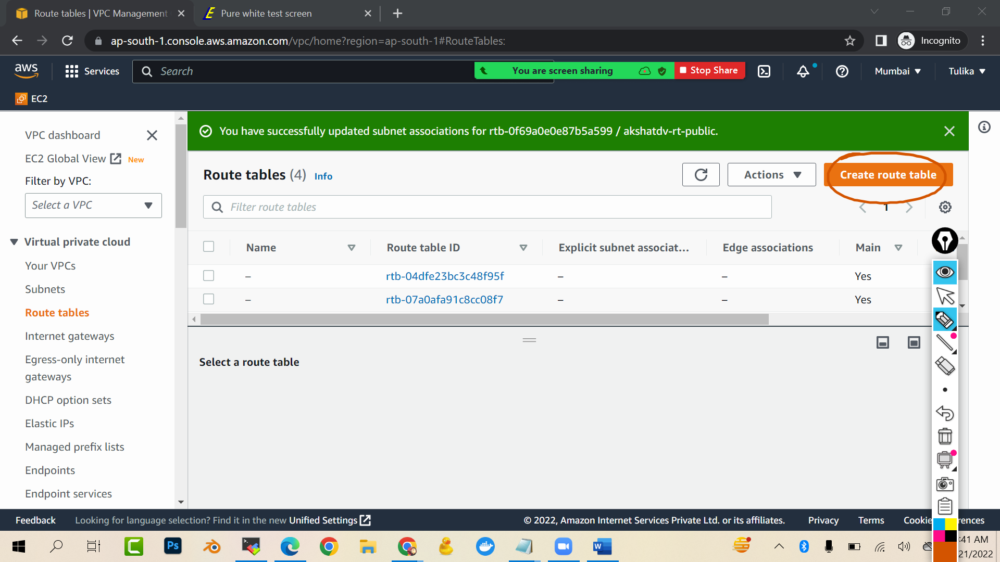 Route tables | VPC Management
Pure white test screen
ap-south-1.console.aws.amazon.com/vpc/home?region=ap-south-1#RouteTables:
Incognito
aws
Services
Search
You are screen sharing
Stop Share
Mumbai
Tulika
EC2
VPC dashboard
EC2 Global View New
Filter by VPC:
Select a VPC
Virtual private cloud
Your VPCs
Subnets
Route tables
Internet gateways
Egress-only internet
gateways
DHCP option sets
Elastic IPs
Managed prefix lists
Endpoints
Endpoint services
You have successfully updated subnet associations for rtb-0f69a0e0e87b5a599 / akshatdv-rt-public.
Route tables (4) Info
Actions
Create route table
Filter route tables
1
Name Route table ID Explicit subnet associat... Edge associations Main
– rtb-04dfe23bc3c48f95f – – Yes
– rtb-07a0afa91c8cc08f7 – – Yes
Select a route table
Feedback Looking for language selection? Find it in the new Unified Settings
© 2022, Amazon Internet Services Private Ltd. or its affiliates. Privacy Terms Cookie rences
Ps
W
:41 AM
21/2022